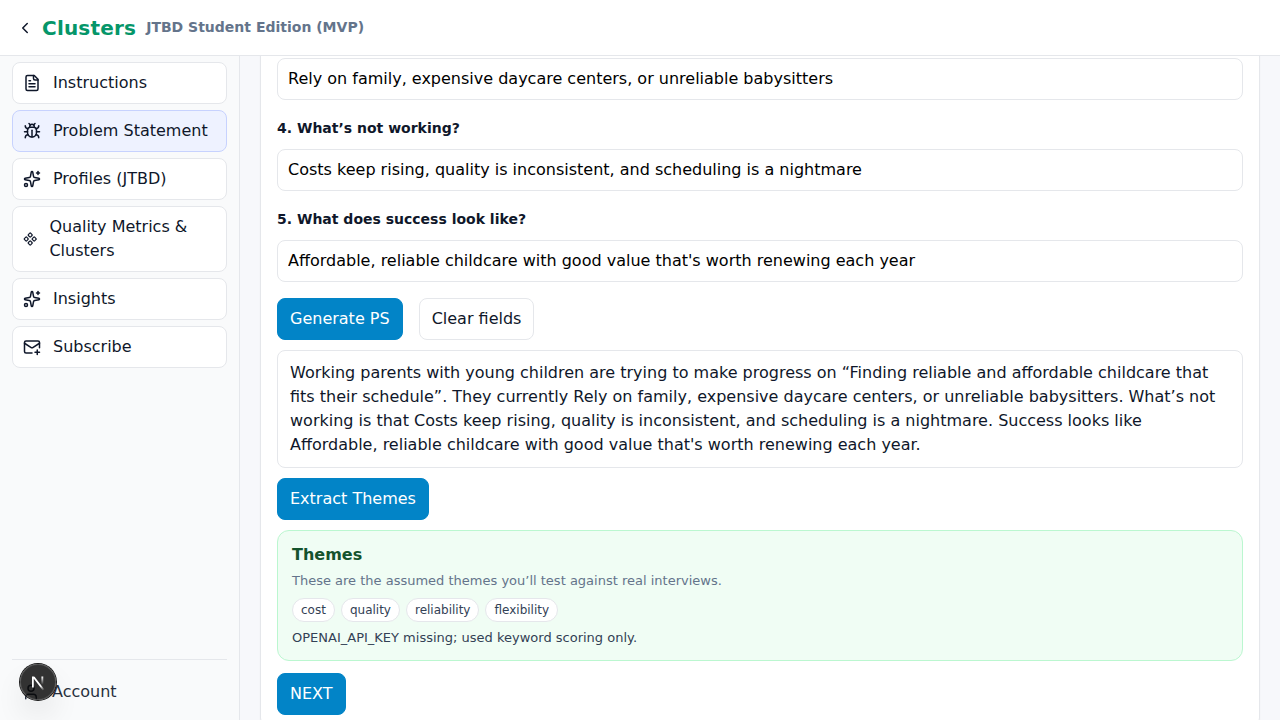 Clusters JTBD Student Edition (MVP)
Instructions
Problem Statement
Profiles (JTBD)
Quality Metrics &
Clusters
Insights
Subscribe
N
Account
Rely on family, expensive daycare centers, or unreliable babysitters
4. What’s not working?
Costs keep rising, quality is inconsistent, and scheduling is a nightmare
5. What does success look like?
Affordable, reliable childcare with good value that's worth renewing each year
Generate PS Clear fields
Working parents with young children are trying to make progress on “Finding reliable and affordable childcare that
fits their schedule”. They currently Rely on family, expensive daycare centers, or unreliable babysitters. What’s not
working is that Costs keep rising, quality is inconsistent, and scheduling is a nightmare. Success looks like
Affordable, reliable childcare with good value that's worth renewing each year.
Extract Themes
Themes
These are the assumed themes you’ll test against real interviews.
cost quality reliability flexibility
OPENAI_API_KEY missing; used keyword scoring only.
NEXT